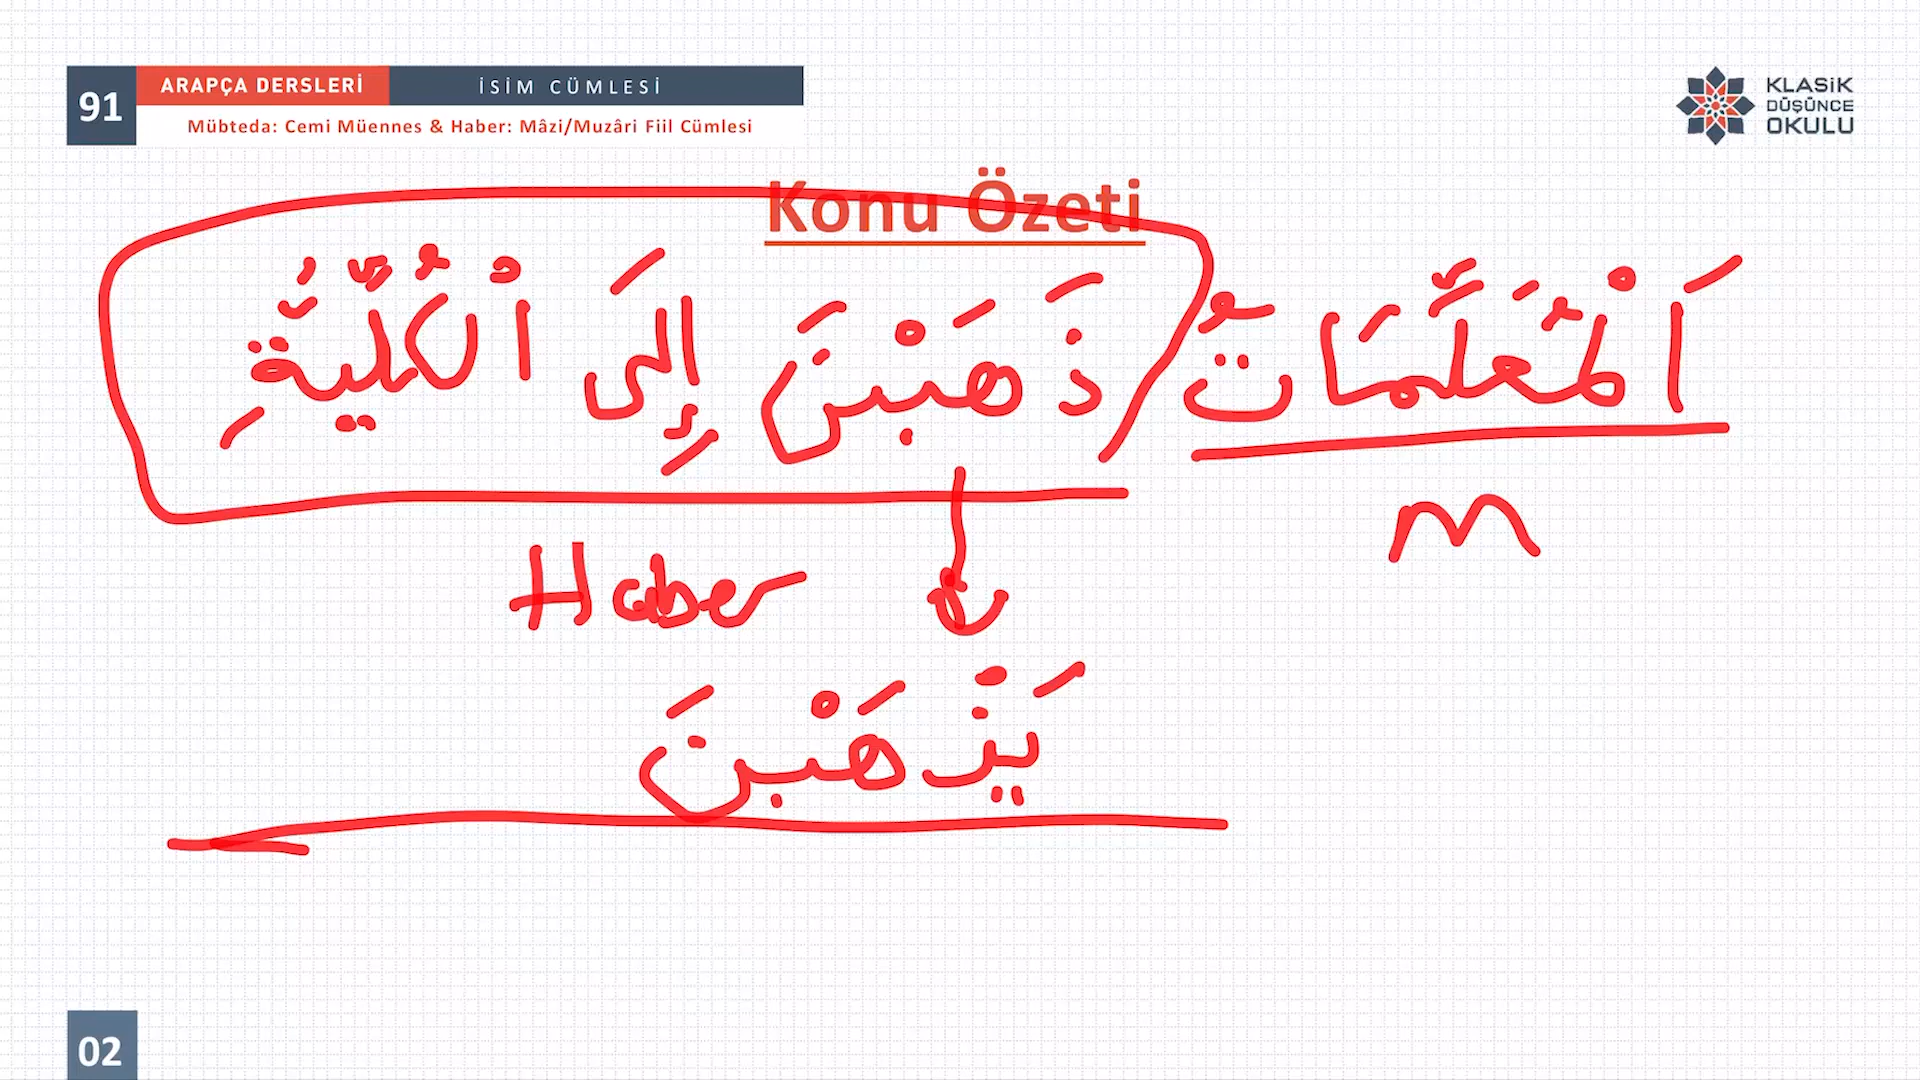 91
ARAPÇA DERSLERİ
İSİM CÜMLESİ
Mübteda: Cemi Müennes & Haber: Mâzi/Muzâri Fiil Cümlesi
KLASİK
DÜŞÜNCE
OKULU
Konu Özeti
اَلْمُعَلِّمَاتُ ذَهَبْنَ إِلَى الْكُلِّيَّةِ
M
Haber
يَذْهَبْنَ
02